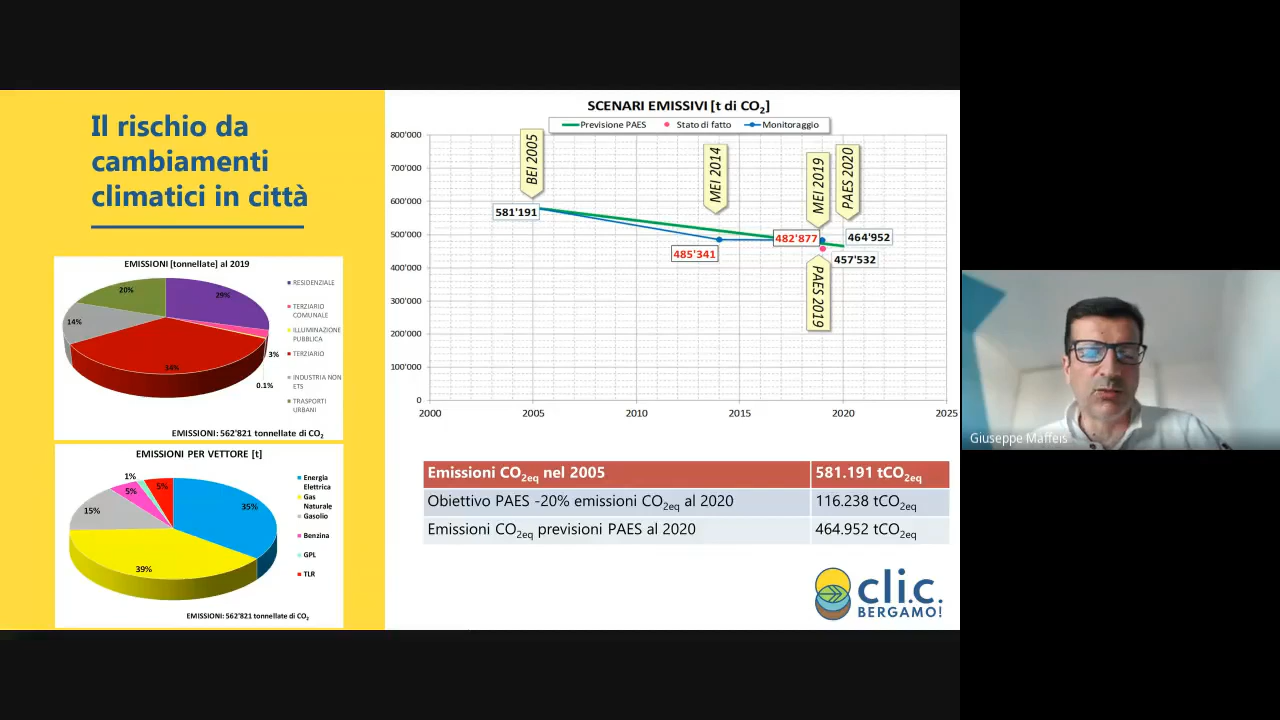 Il rischio da
cambiamenti
climatici in città
EMISSIONI [tonnellate] al 2019
20%
29%
14%
34%
3%
0.1%
RESIDENZIALE
TERZIARIO
COMUNALE
ILLUMINAZIONE
PUBBLICA
TERZIARIO
INDUSTRIA NON
ETS
TRASPORTI
URBANI
EMISSIONI: 562'821 tonnellate di CO2
EMISSIONI PER VETTORE [t]
1%
5%
5%
15%
35%
39%
Energia
Elettrica
Gas
Naturale
Gasolio
Benzina
GPL
TLR
EMISSIONI: 562'821 tonnellate di CO2
SCENARI EMISSIVI [t di CO2]
Previsione PAES
Stato di fatto
Monitoraggio
800'000
700'000
600'000
500'000
400'000
300'000
200'000
100'000
0
2000
2005
2010
2015
2020
2025
BEI 2005
MEI 2014
MEI 2019
PAES 2020
PAES 2019
581'191
485'341
482'877
464'952
457'532
Emissioni CO2eq nel 2005 581.191 tCO2eq
Obiettivo PAES -20% emissioni CO2eq al 2020 116.238 tCO2eq
Emissioni CO2eq previsioni PAES al 2020 464.952 tCO2eq
cli.c.
BERGAMO!
Giuseppe Maffeis